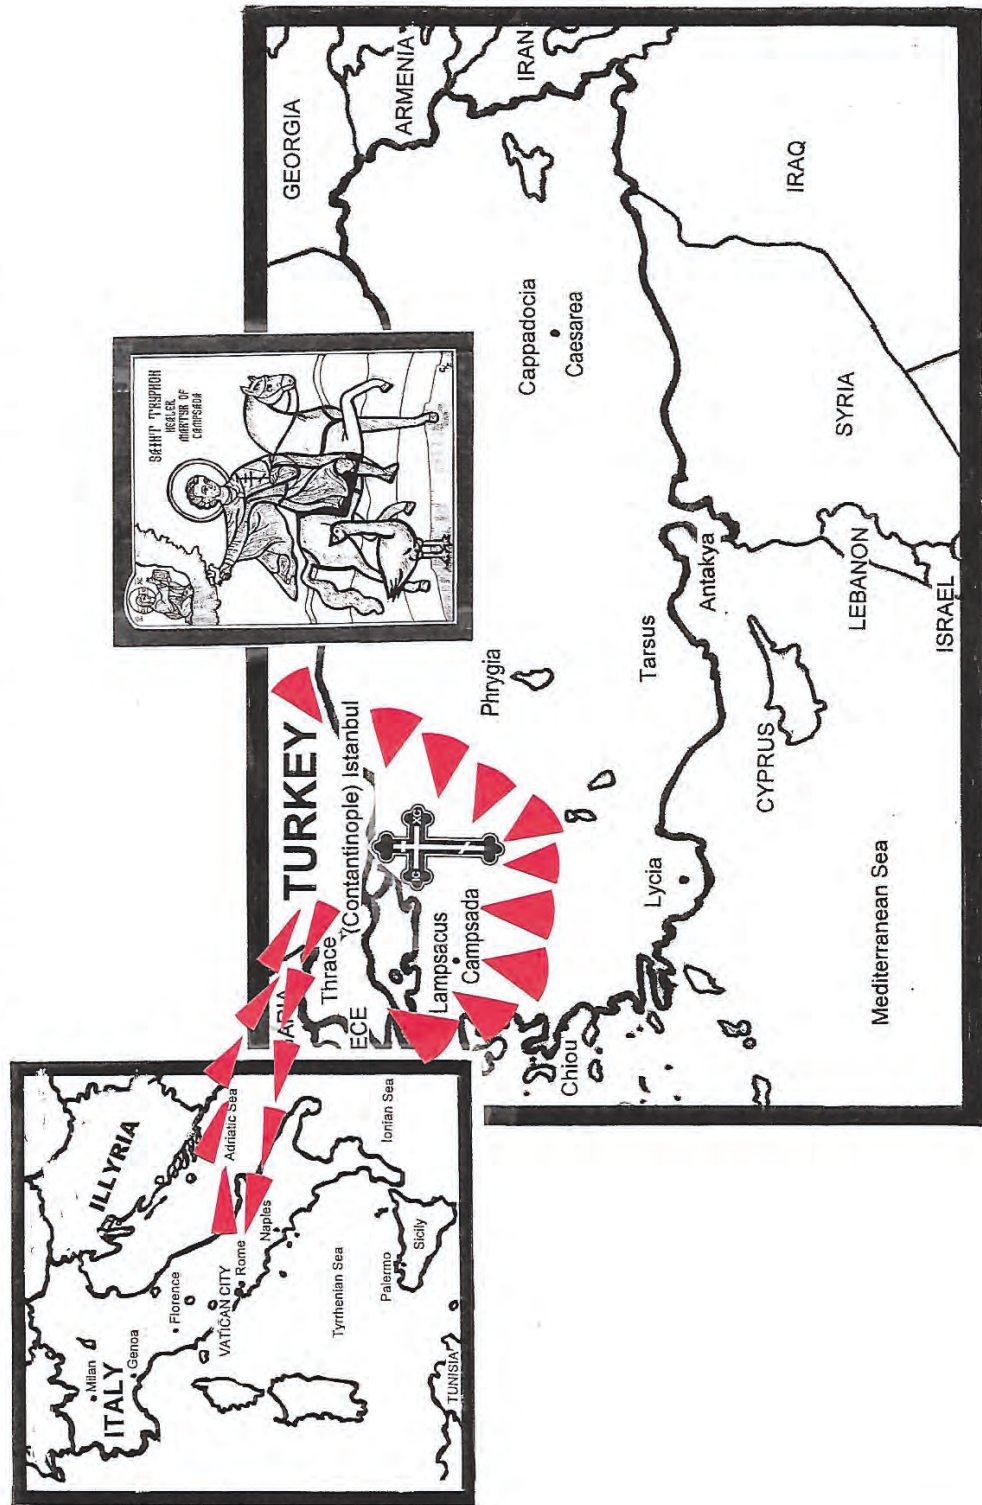 ITALY
Milan
Genoa
Florence
VATICAN CITY
Rome
Naples
Tyrrhenian Sea
Palermo
Sicily
TUNISIA
ILLYRIA
Adriatic Sea
Ionian Sea
TURKEY
(Contantinople) Istanbul
Thrace
ARIA
ECE
Lampsacus
Campsada
IC
XC
Chiou
Phrygia
Lycia
Tarsus
Antakya
CYPRUS
Mediterranean Sea
LEBANON
ISRAEL
SYRIA
IRAQ
Cappadocia
Caesarea
GEORGIA
ARMENIA
IRAN
SAINT TRYPHON
HEALER
MARTYR OF
CAMPSADA